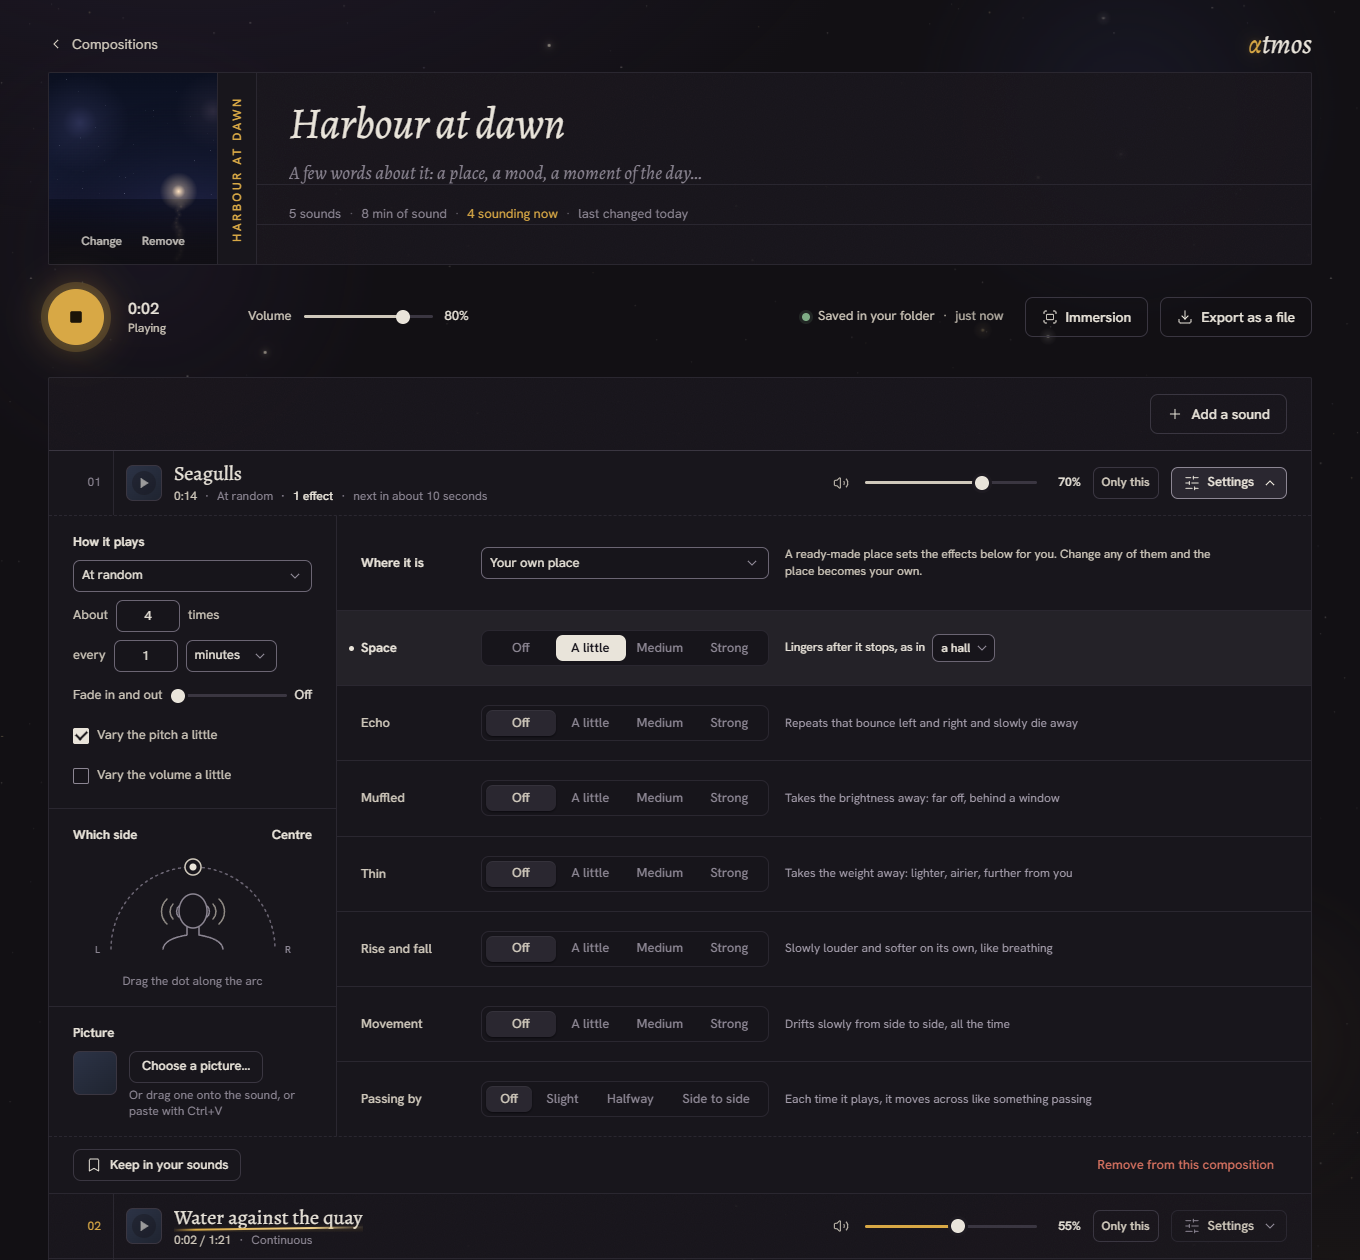 Compositions
αtmos
HARBOUR AT DAWN
Harbour at dawn
A few words about it: a place, a mood, a moment of the day...
5 sounds · 8 min of sound · 4 sounding now · last changed today
Change Remove
0:02
Playing
Volume 80%
Saved in your folder · just now
Immersion
Export as a file
Add a sound
01
Seagulls
0:14 · At random · 1 effect · next in about 10 seconds
70%
Only this
Settings
How it plays
At random
About 4 times
every 1 minutes
Fade in and out Off
Vary the pitch a little
Vary the volume a little
Which side Centre
L R
Drag the dot along the arc
Picture
Choose a picture...
Or drag one onto the sound, or
paste with Ctrl+V
Where it is Your own place
A ready-made place sets the effects below for you. Change any of them and the
place becomes your own.
Space Off A little Medium Strong Lingers after it stops, as in a hall
Echo Off A little Medium Strong Repeats that bounce left and right and slowly die away
Muffled Off A little Medium Strong Takes the brightness away: far off, behind a window
Thin Off A little Medium Strong Takes the weight away: lighter, airier, further from you
Rise and fall Off A little Medium Strong Slowly louder and softer on its own, like breathing
Movement Off A little Medium Strong Drifts slowly from side to side, all the time
Passing by Off Slight Halfway Side to side Each time it plays, it moves across like something passing
Keep in your sounds
Remove from this composition
02
Water against the quay
0:02 / 1:21 · Continuous
55%
Only this
Settings